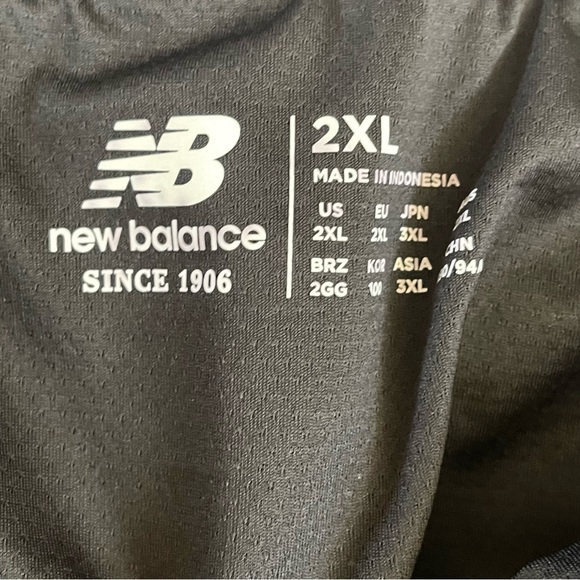 NB
new balance
SINCE 1906
2XL
MADE IN INDONESIA
US EU JPN
2XL 2XL 3XL
BRZ KOR ASIA
2GG 100 3XL